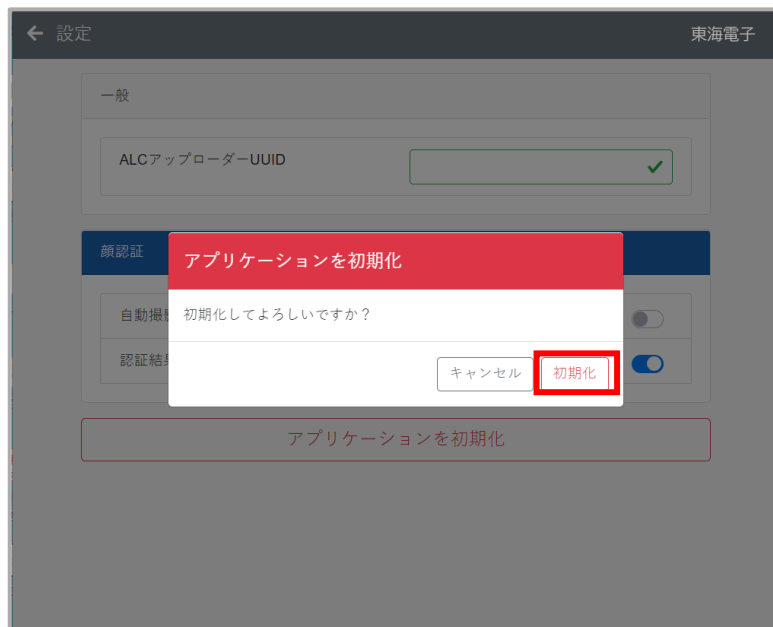 設定
東海電子
一般
ALCアップローダーUUID
顔認証
アプリケーションを初期化
自動撮
初期化してよろしいですか？
認証結
キャンセル
初期化
アプリケーションを初期化